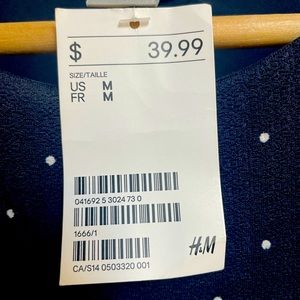 $ 39.99
SIZE/TAILLE
US M
FR M
041692 5 3024 73 0
1666/1
H&M
CA/S14 0503320 001